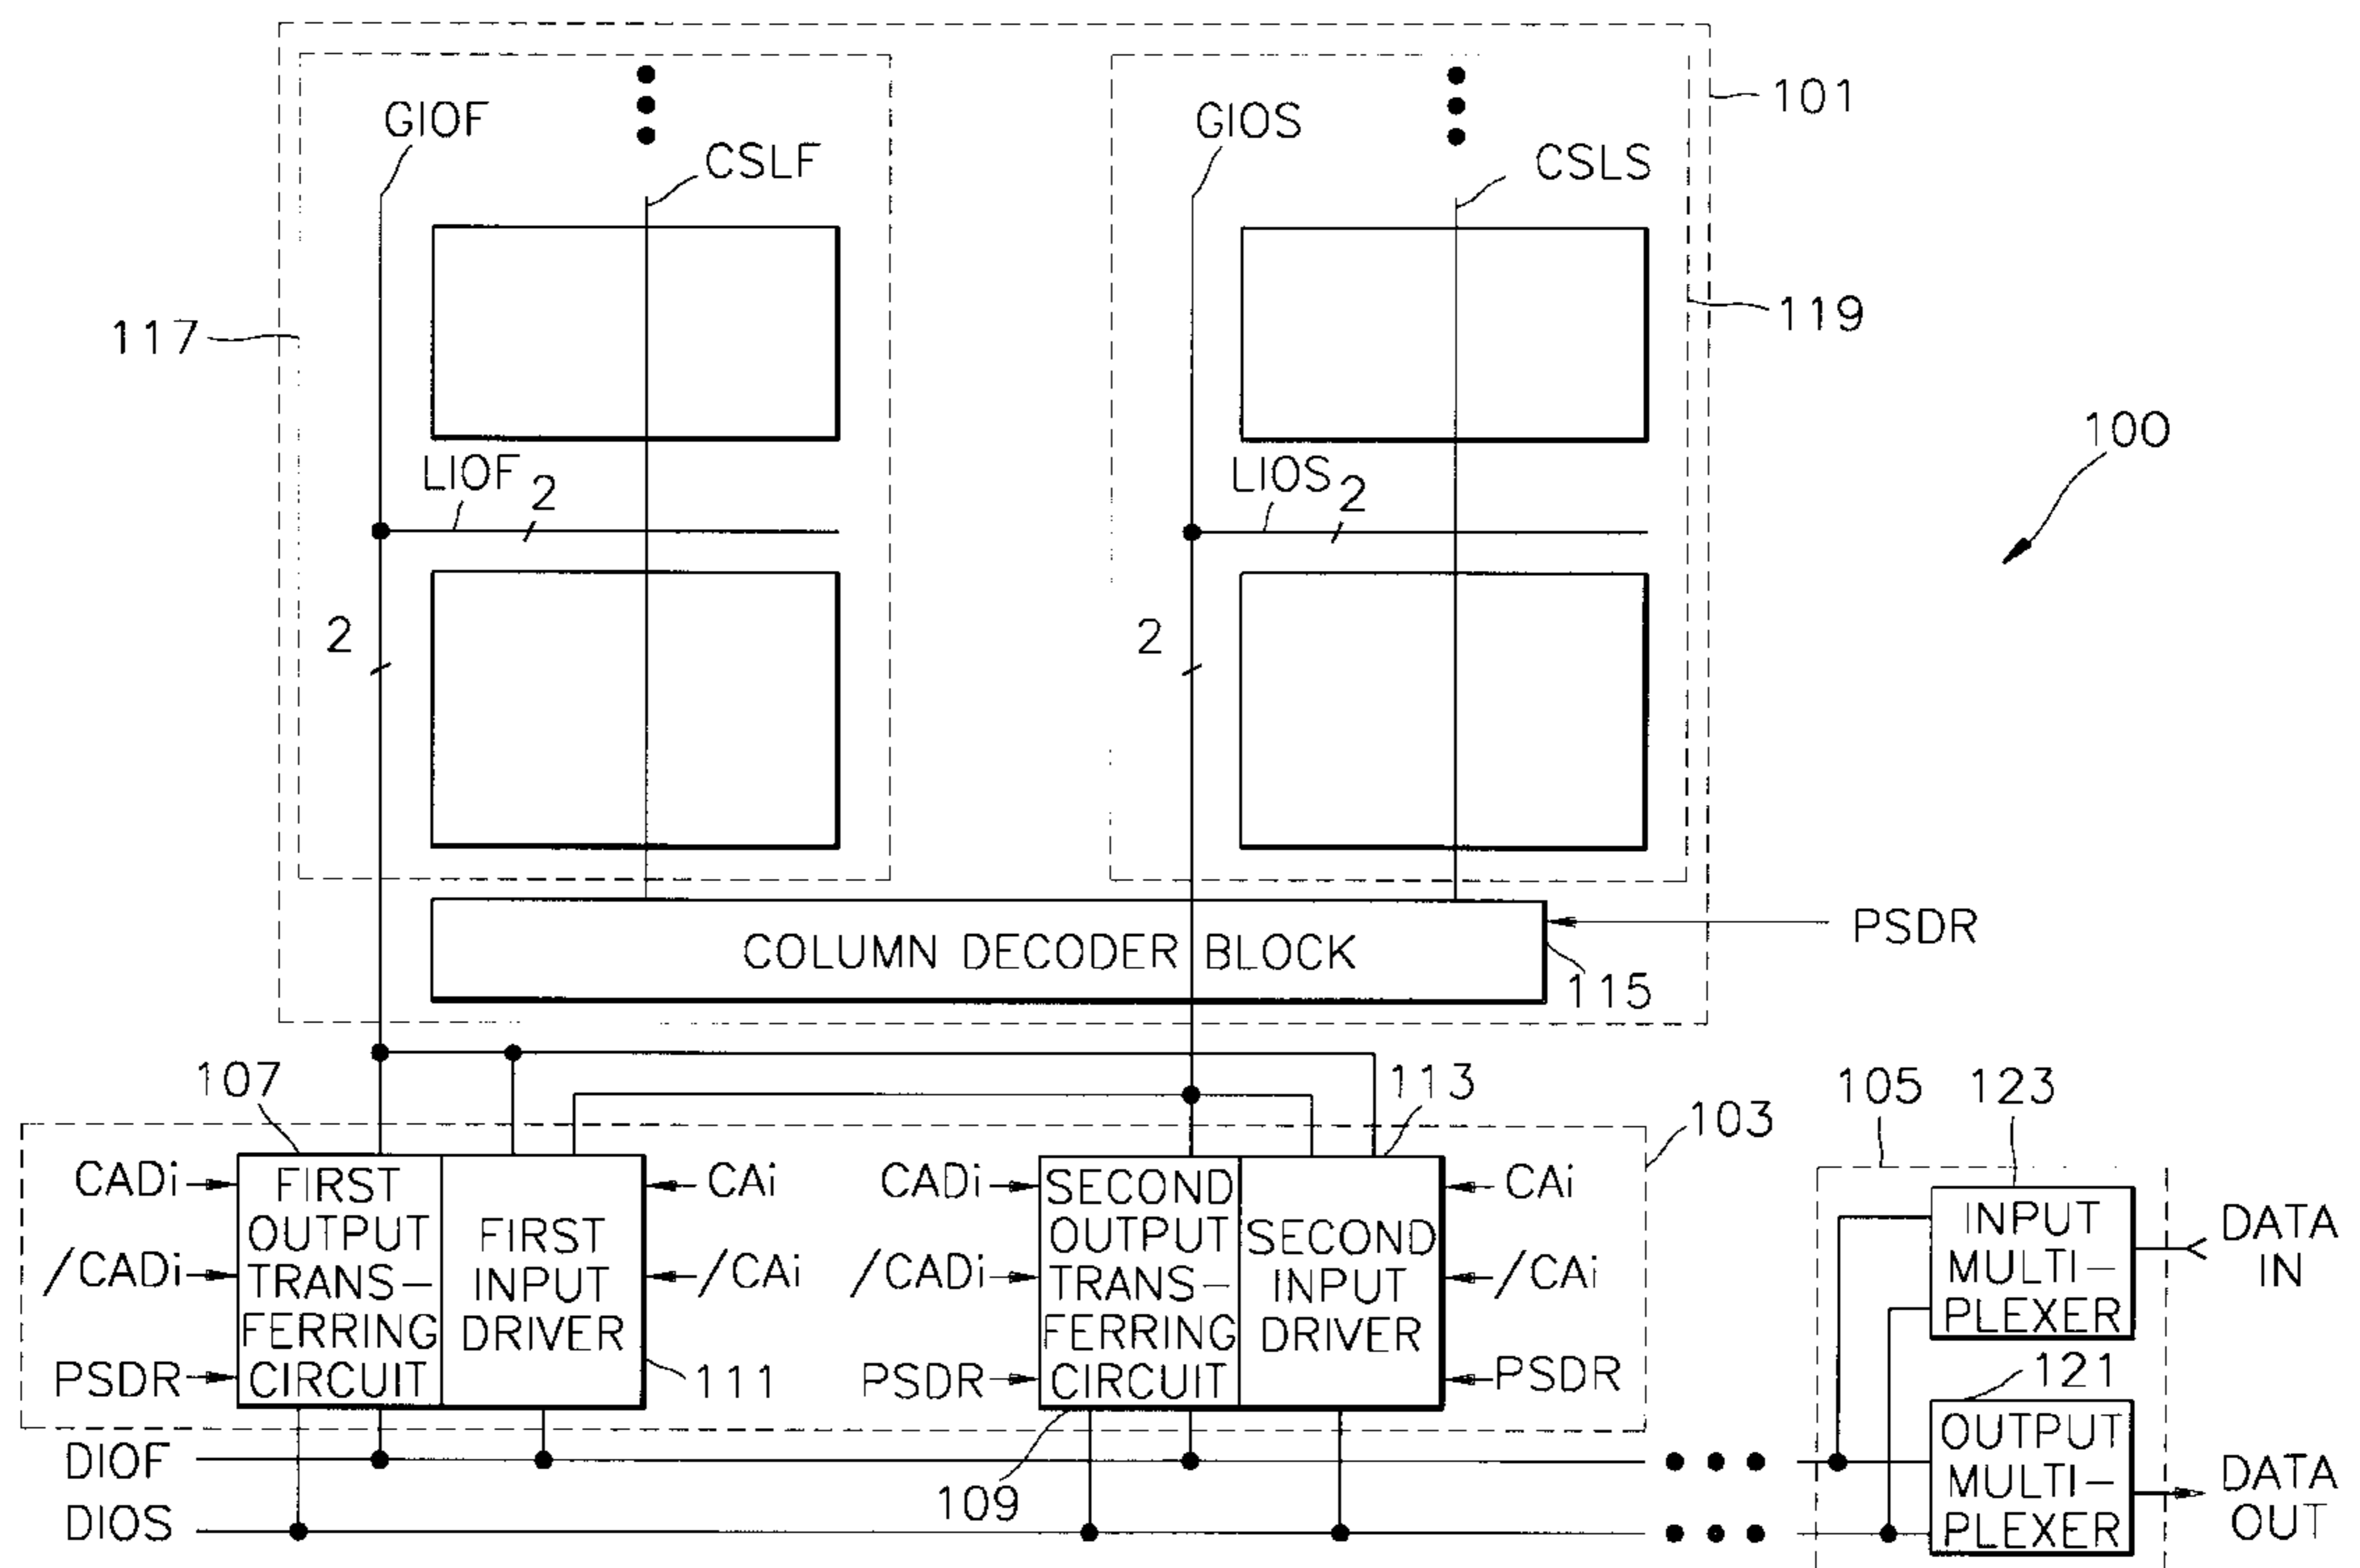 GIOF
CSLF
GIOS
CSLS
101
117
119
100
LIOF 2
LIOS 2
2
2
COLUMN DECODER BLOCK
PSDR
115
107
113
103
105
123
CADi
/CADi
PSDR
FIRST
OUTPUT
TRANS-
FERRING
CIRCUIT
FIRST
INPUT
DRIVER
CAi
/CAi
111
CADi
/CADi
PSDR
SECOND
OUTPUT
TRANS-
FERRING
CIRCUIT
SECOND
INPUT
DRIVER
CAi
/CAi
PSDR
109
INPUT
MULTI-
PLEXER
DATA
IN
121
OUTPUT
MULTI-
PLEXER
DATA
OUT
DIOF
DIOS